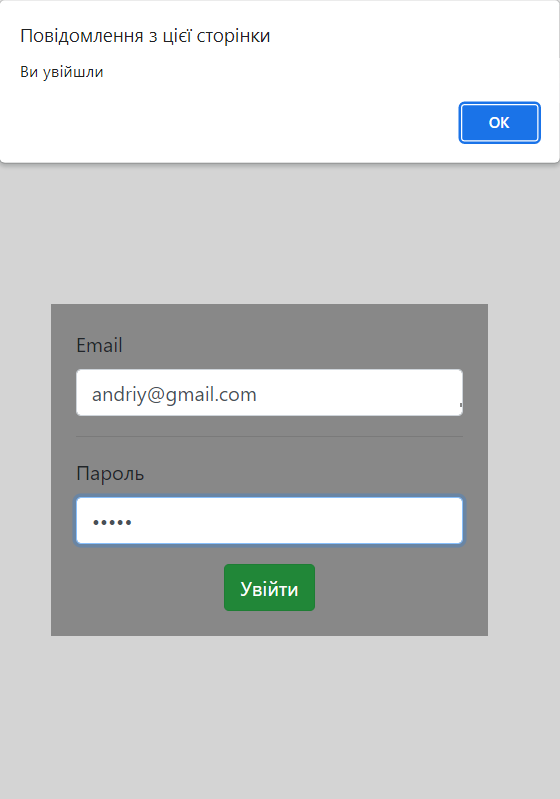 Повідомлення з цієї сторінки
Ви увійшли
OK
Email
andriy@gmail.com
Пароль
•••••
Увійти